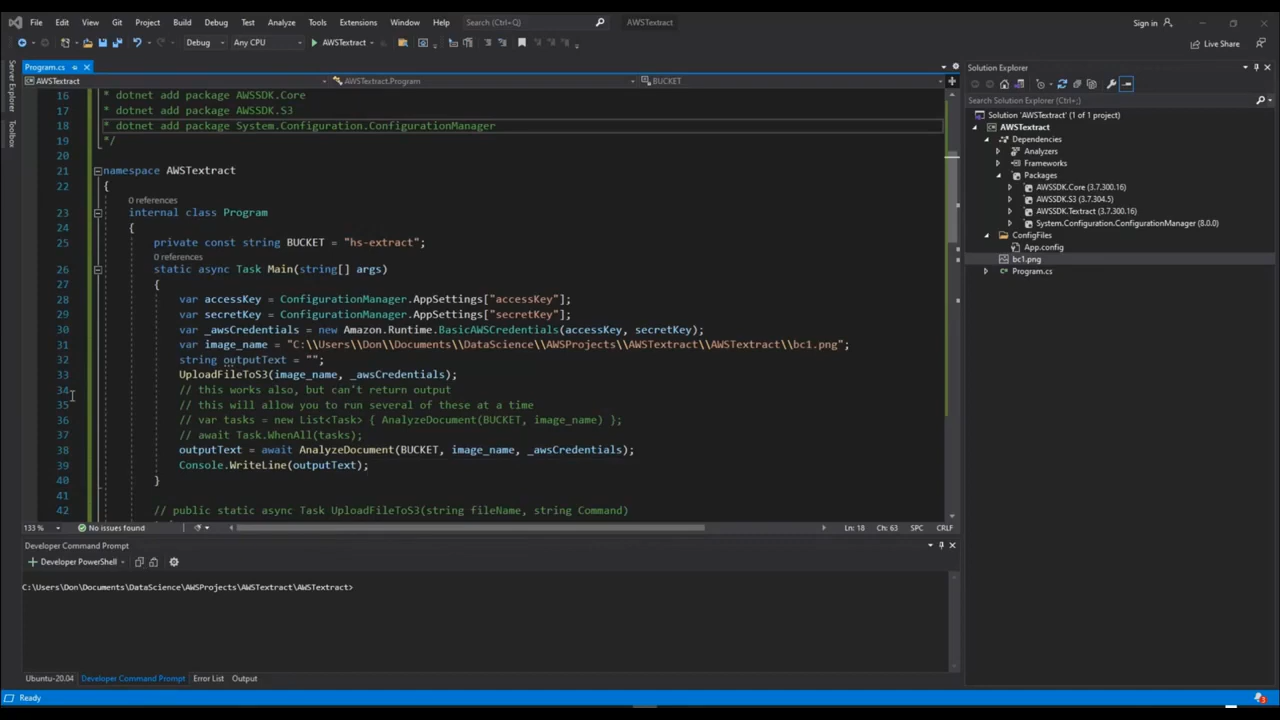 File Edit View Git Project Build Debug Test Analyze Tools Extensions Window Help Search (Ctrl+Q) AWSTextract Sign in
Debug Any CPU AWSTextract Live Share
Server Explorer
Toolbox
Program.cs
AWSTextract AWSTextract.Program BUCKET
16 * dotnet add package AWSSDK.Core
17 * dotnet add package AWSSDK.S3
18 * dotnet add package System.Configuration.ConfigurationManager
19 */
20
21 namespace AWSTextract
22 {
0 references
23 internal class Program
24 {
25 private const string BUCKET = "hs-extract";
0 references
26 static async Task Main(string[] args)
27 {
28 var accessKey = ConfigurationManager.AppSettings["accessKey"];
29 var secretKey = ConfigurationManager.AppSettings["secretKey"];
30 var _awsCredentials = new Amazon.Runtime.BasicAWSCredentials(accessKey, secretKey);
31 var image_name = "C:\\Users\\Don\\Documents\\DataScience\\AWSProjects\\AWSTextract\\AWSTextract\\bc1.png";
32 string outputText = "";
33 UploadFileToS3(image_name, _awsCredentials);
34 // this works also, but can't return output
35 // this will allow you to run several of these at a time
36 // var tasks = new List<Task> { AnalyzeDocument(BUCKET, image_name) };
37 // await Task.WhenAll(tasks);
38 outputText = await AnalyzeDocument(BUCKET, image_name, _awsCredentials);
39 Console.WriteLine(outputText);
40 }
41
42 // public static async Task UploadFileToS3(string fileName, string Command)
133 % No issues found Ln: 18 Ch: 63 SPC CRLF
Developer Command Prompt
Developer PowerShell
C:\Users\Don\Documents\DataScience\AWSProjects\AWSTextract\AWSTextract>
Ubuntu-20.04 Developer Command Prompt Error List Output
Ready
Solution Explorer
Search Solution Explorer (Ctrl+;)
Solution 'AWSTextract' (1 of 1 project)
AWSTextract
Dependencies
Analyzers
Frameworks
Packages
AWSSDK.Core (3.7.300.16)
AWSSDK.S3 (3.7.304.5)
AWSSDK.Textract (3.7.300.16)
System.Configuration.ConfigurationManager (8.0.0)
ConfigFiles
App.config
bc1.png
Program.cs
3